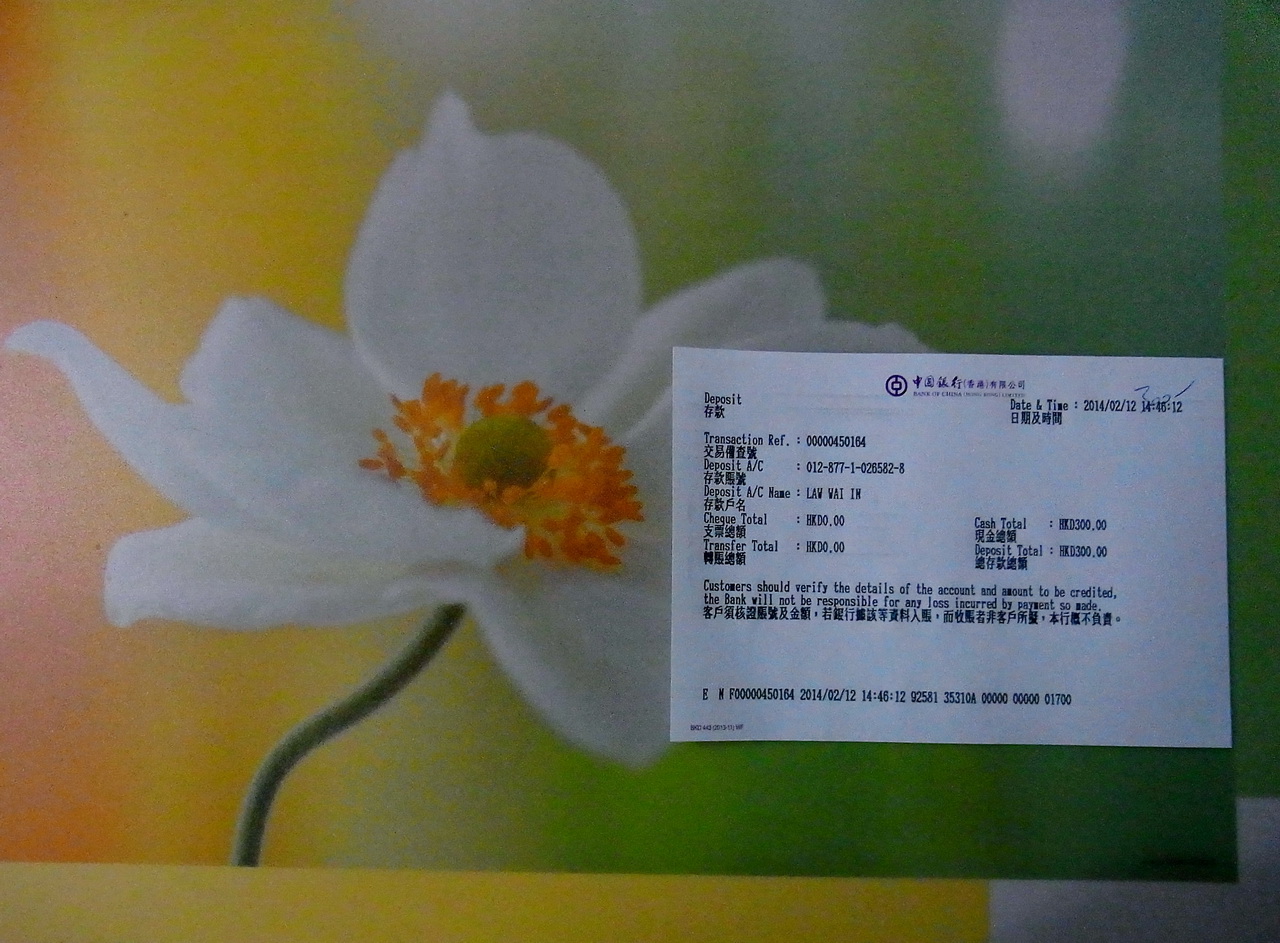 中国銀行(香港)有限公司
BANK OF CHINA (HONG KONG) LIMITED
Deposit
存款
Date & Time : 2014/02/12 14:46:12
日期及時間
Transaction Ref. : 00000450164
交易備查號
Deposit A/C : 012-877-1-026582-8
存款賬號
Deposit A/C Name : LAW WAI IN
存款戶名
Cheque Total : HKD0.00 Cash Total : HKD300.00
支票總額 現金總額
Transfer Total : HKD0.00 Deposit Total : HKD300.00
轉賬總額 總存款總額
Customers should verify the details of the account and amount to be credited,
the Bank will not be responsible for any loss incurred by payment so made.
客戶須核證賬號及金額，若銀行據該等資料入賬，而收賬者非客戶所擬，本行概不負責。
E N F00000450164 2014/02/12 14:46:12 92581 35310A 00000 00000 01700
BKD 443 (2013-11) HF